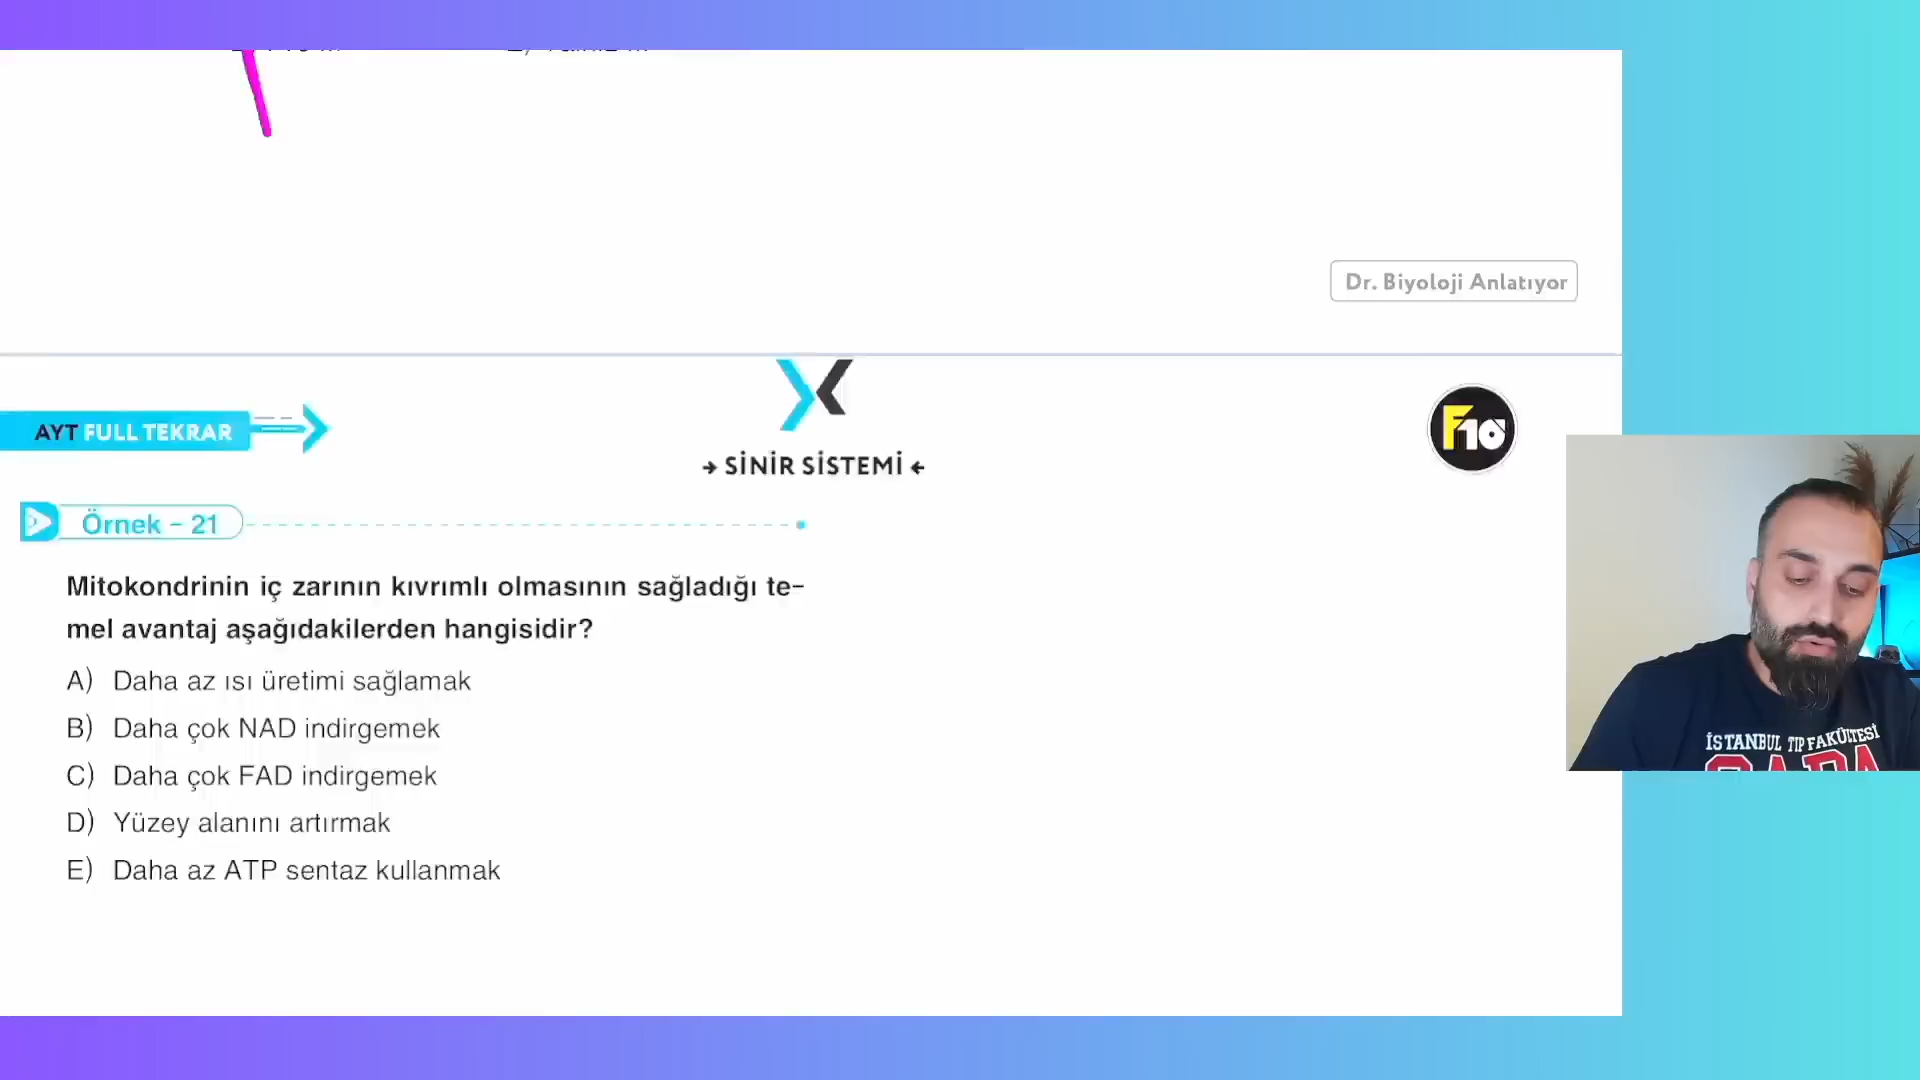 Dr. Biyoloji Anlatıyor
AYT FULL TEKRAR
SİNİR SİSTEMİ
F10
Örnek - 21
Mitokondrinin iç zarının kıvrımlı olmasının sağladığı te-
mel avantaj aşağıdakilerden hangisidir?
A) Daha az ısı üretimi sağlamak
B) Daha çok NAD indirgemek
C) Daha çok FAD indirgemek
D) Yüzey alanını artırmak
E) Daha az ATP sentaz kullanmak
İSTANBUL TIP FAKÜLTESİ